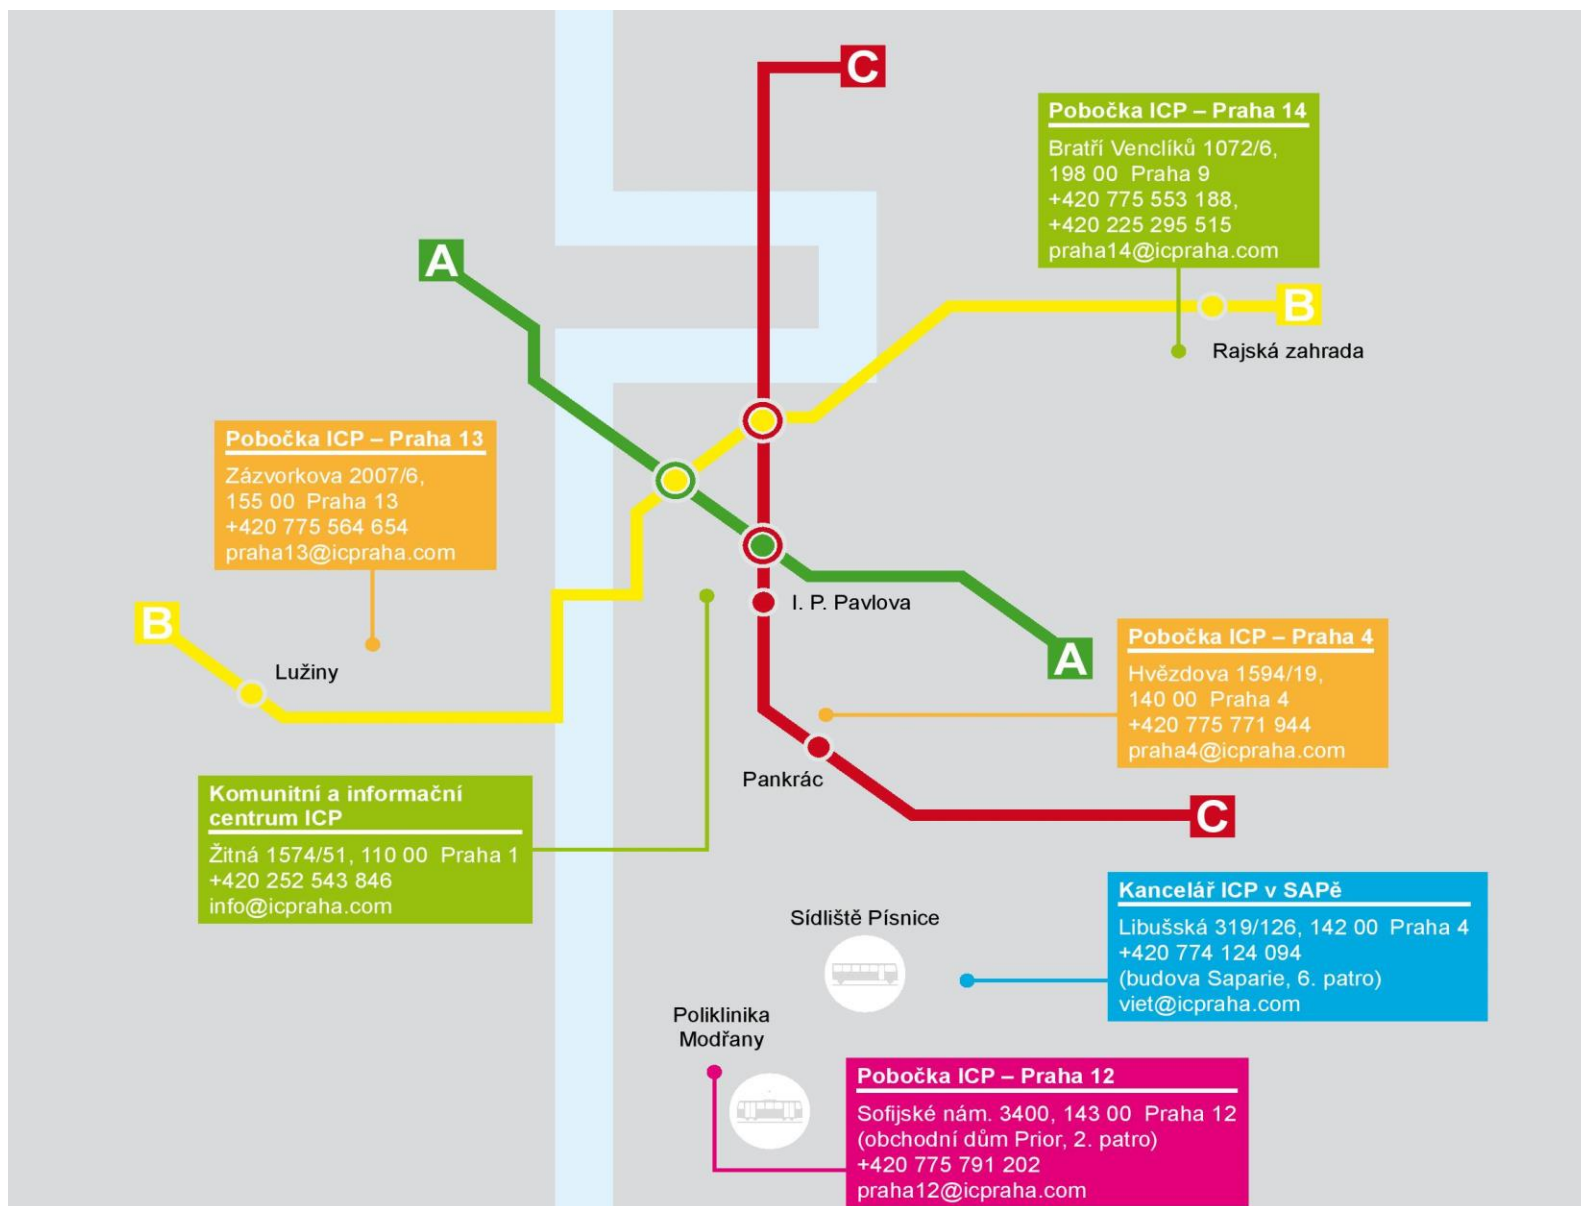 C
Pobočka ICP – Praha 14
Bratří Venclíků 1072/6,
198 00 Praha 9
+420 775 553 188,
+420 225 295 515
praha14@icpraha.com
A
B
Rajská zahrada
Pobočka ICP – Praha 13
Zázvorkova 2007/6,
155 00 Praha 13
+420 775 564 654
praha13@icpraha.com
B
Lužiny
I. P. Pavlova
A
Pobočka ICP – Praha 4
Hvězdova 1594/19,
140 00 Praha 4
+420 775 771 944
praha4@icpraha.com
Pankrác
Komunitní a informační
centrum ICP
Žitná 1574/51, 110 00 Praha 1
+420 252 543 846
info@icpraha.com
C
Kancelář ICP v SAPě
Libušská 319/126, 142 00 Praha 4
+420 774 124 094
(budova Saparie, 6. patro)
viet@icpraha.com
Sídliště Písnice
Poliklinika
Modřany
Pobočka ICP – Praha 12
Sofijské nám. 3400, 143 00 Praha 12
(obchodní dům Prior, 2. patro)
+420 775 791 202
praha12@icpraha.com